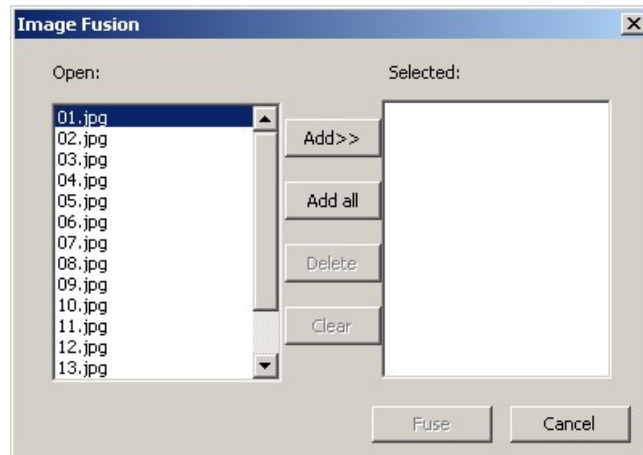 Image Fusion
Open:
Selected:
01.jpg
02.jpg
03.jpg
04.jpg
05.jpg
06.jpg
07.jpg
08.jpg
09.jpg
10.jpg
11.jpg
12.jpg
13.jpg
Add>>
Add all
Delete
Clear
Fuse
Cancel